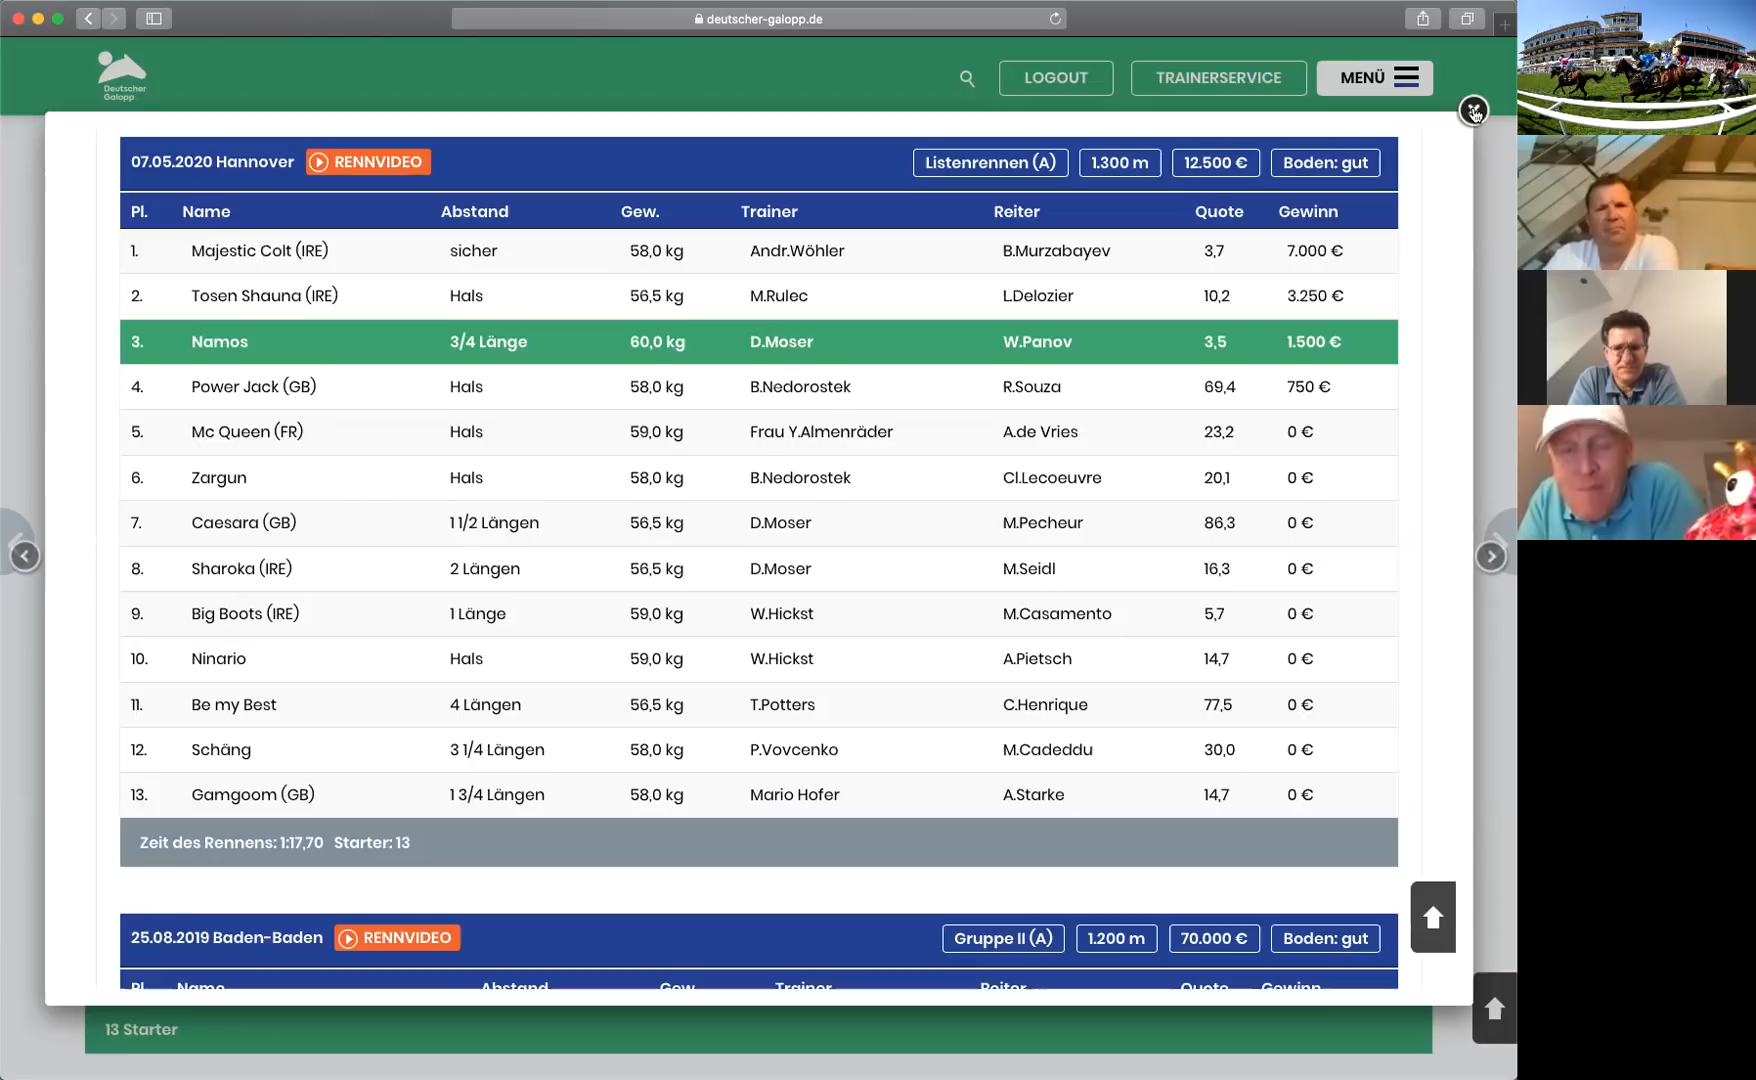 deutscher-galopp.de
Deutscher
Galopp
LOGOUT
TRAINERSERVICE
MENÜ
07.05.2020 Hannover RENNVIDEO Listenrennen (A) 1.300 m 12.500 € Boden: gut
Pl. Name Abstand Gew. Trainer Reiter Quote Gewinn
1. Majestic Colt (IRE) sicher 58,0 kg Andr.Wöhler B.Murzabayev 3,7 7.000 €
2. Tosen Shauna (IRE) Hals 56,5 kg M.Rulec L.Delozier 10,2 3.250 €
3. Namos 3/4 Länge 60,0 kg D.Moser W.Panov 3,5 1.500 €
4. Power Jack (GB) Hals 58,0 kg B.Nedorostek R.Souza 69,4 750 €
5. Mc Queen (FR) Hals 59,0 kg Frau Y.Almenräder A.de Vries 23,2 0 €
6. Zargun Hals 58,0 kg B.Nedorostek Cl.Lecoeuvre 20,1 0 €
7. Caesara (GB) 1 1/2 Längen 56,5 kg D.Moser M.Pecheur 86,3 0 €
8. Sharoka (IRE) 2 Längen 56,5 kg D.Moser M.Seidl 16,3 0 €
9. Big Boots (IRE) 1 Länge 59,0 kg W.Hickst M.Casamento 5,7 0 €
10. Ninario Hals 59,0 kg W.Hickst A.Pietsch 14,7 0 €
11. Be my Best 4 Längen 56,5 kg T.Potters C.Henrique 77,5 0 €
12. Schäng 3 1/4 Längen 58,0 kg P.Vovcenko M.Cadeddu 30,0 0 €
13. Gamgoom (GB) 1 3/4 Längen 58,0 kg Mario Hofer A.Starke 14,7 0 €
Zeit des Rennens: 1:17,70 Starter: 13
25.08.2019 Baden-Baden RENNVIDEO Gruppe II (A) 1.200 m 70.000 € Boden: gut
Pl. Name Abstand Gew. Trainer Reiter Quote Gewinn
13 Starter